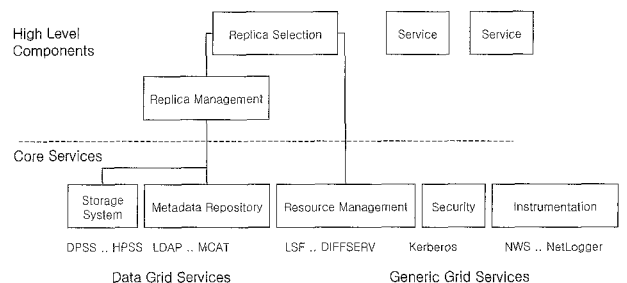 High Level
Components
Replica Selection
Service
Service
Replica Management
Core Services
Storage
System
Metadata Repository
Resource Management
Security
Instrumentation
DPSS .. HPSS
LDAP .. MCAT
LSF .. DIFFSERV
Kerberos
NWS .. NetLogger
Data Grid Services
Generic Grid Services